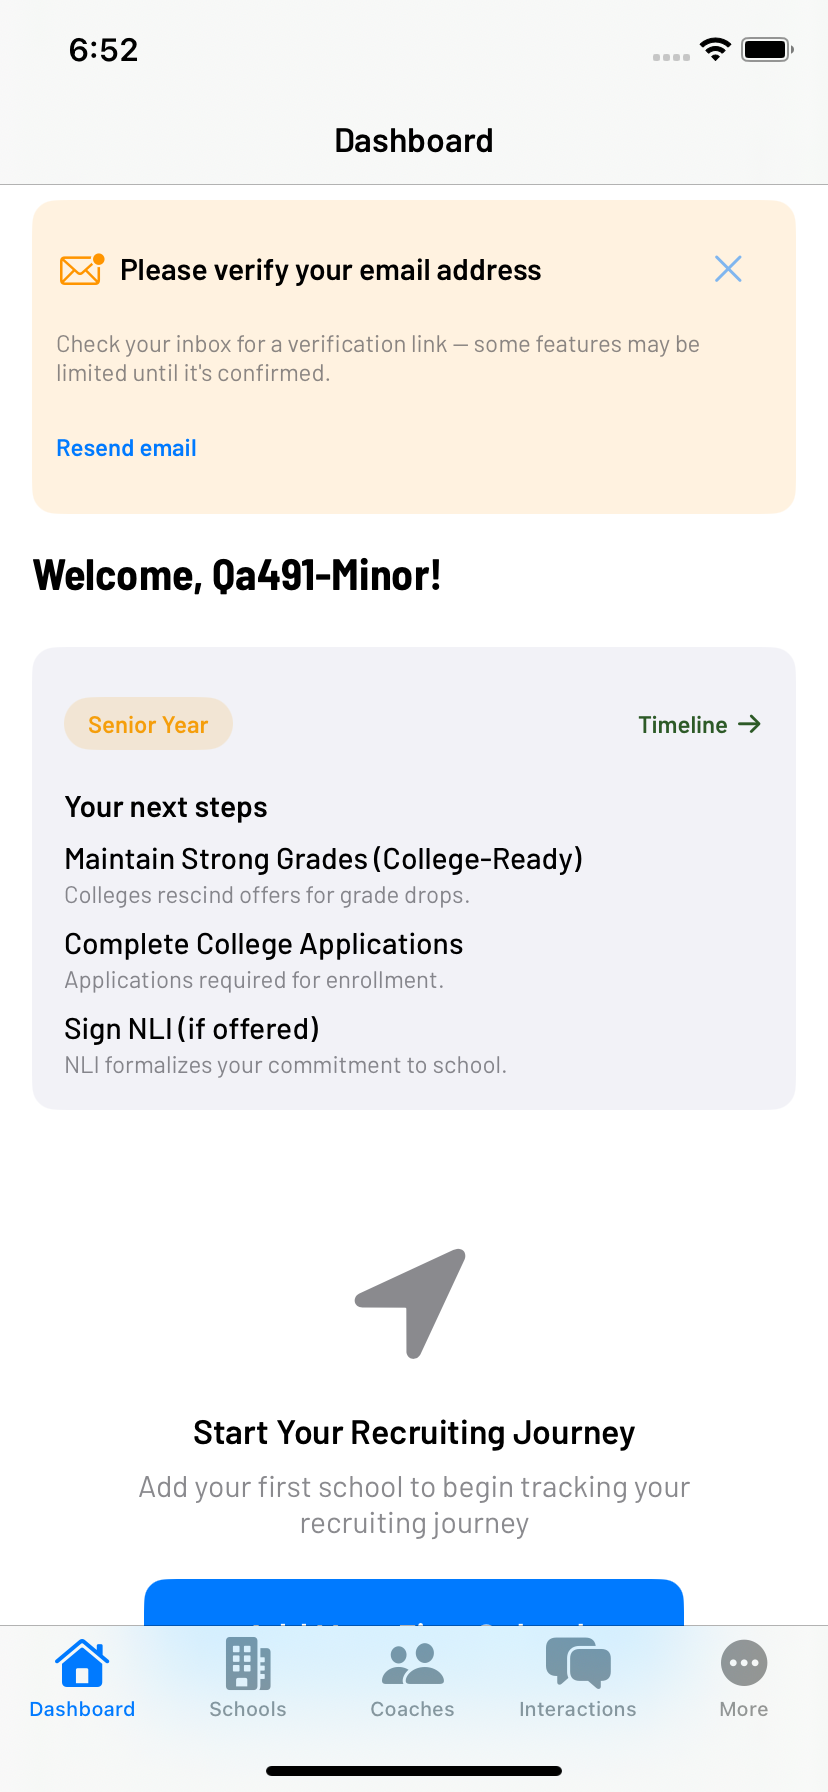 6:52
Dashboard
Please verify your email address
Check your inbox for a verification link — some features may be
limited until it's confirmed.
Resend email
Welcome, Qa491-Minor!
Senior Year
Timeline →
Your next steps
Maintain Strong Grades (College-Ready)
Colleges rescind offers for grade drops.
Complete College Applications
Applications required for enrollment.
Sign NLI (if offered)
NLI formalizes your commitment to school.
Start Your Recruiting Journey
Add your first school to begin tracking your
recruiting journey
Dashboard
Schools
Coaches
Interactions
More